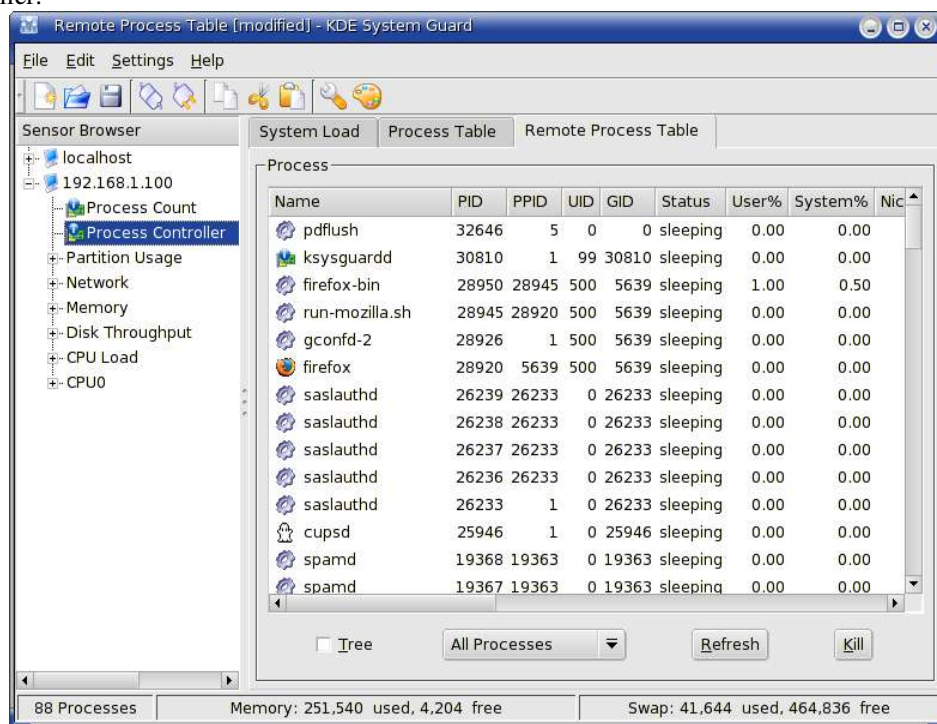 Remote Process Table [modified] - KDE System Guard
File Edit Settings Help
Sensor Browser
localhost
192.168.1.100
Process Count
Process Controller
Partition Usage
Network
Memory
Disk Throughput
CPU Load
CPU0
System Load Process Table Remote Process Table
Process
Name PID PPID UID GID Status User% System% Nic
pdflush 32646 5 0 0 sleeping 0.00 0.00
ksysguardd 30810 1 99 30810 sleeping 0.00 0.00
firefox-bin 28950 28945 500 5639 sleeping 1.00 0.50
run-mozilla.sh 28945 28920 500 5639 sleeping 0.00 0.00
gconfd-2 28926 1 500 5639 sleeping 0.00 0.00
firefox 28920 5639 500 5639 sleeping 0.00 0.00
saslauthd 26239 26233 0 26233 sleeping 0.00 0.00
saslauthd 26238 26233 0 26233 sleeping 0.00 0.00
saslauthd 26237 26233 0 26233 sleeping 0.00 0.00
saslauthd 26236 26233 0 26233 sleeping 0.00 0.00
saslauthd 26233 1 0 26233 sleeping 0.00 0.00
cupsd 25946 1 0 25946 sleeping 0.00 0.00
spamd 19368 19363 0 19363 sleeping 0.00 0.00
spamd 19367 19363 0 19363 sleeping 0.00 0.00
Tree All Processes Refresh Kill
88 Processes Memory: 251,540 used, 4,204 free Swap: 41,644 used, 464,836 free